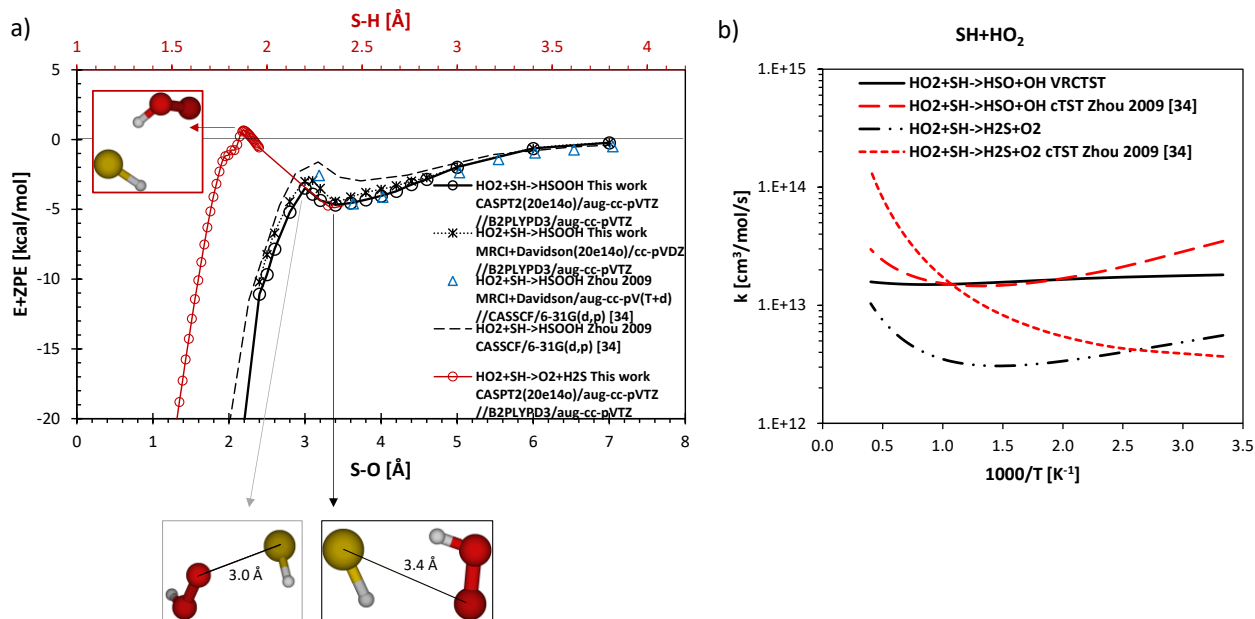 a)
S-H [Å]
1
1.5
2
2.5
3
3.5
4
E+ZPE [kcal/mol]
5
0
-5
-10
-15
-20
HO2+SH->HSOOH This work
CASPT2(20e14o)/aug-cc-pVTZ
//B2PLYPD3/aug-cc-pVTZ
HO2+SH->HSOOH This work
MRCI+Davidson(20e14o)/cc-pVDZ
//B2PLYPD3/aug-cc-pVTZ
HO2+SH->HSOOH Zhou 2009
MRCI+Davidson/aug-cc-pV(T+d)
//CASSCF/6-31G(d,p) [34]
HO2+SH->HSOOH Zhou 2009
CASSCF/6-31G(d,p) [34]
HO2+SH->O2+H2S This work
CASPT2(20e14o)/aug-cc-pVTZ
//B2PLYPD3/aug-cc-pVTZ
0
1
2
3
4
5
6
7
8
S-O [Å]
3.0 Å
3.4 Å
b)
SH+HO₂
k [cm³/mol/s]
1.E+15
1.E+14
1.E+13
1.E+12
HO2+SH->HSO+OH VRCTST
HO2+SH->HSO+OH cTST Zhou 2009 [34]
HO2+SH->H2S+O2
HO2+SH->H2S+O2 cTST Zhou 2009 [34]
0.0
0.5
1.0
1.5
2.0
2.5
3.0
3.5
1000/T [K⁻¹]